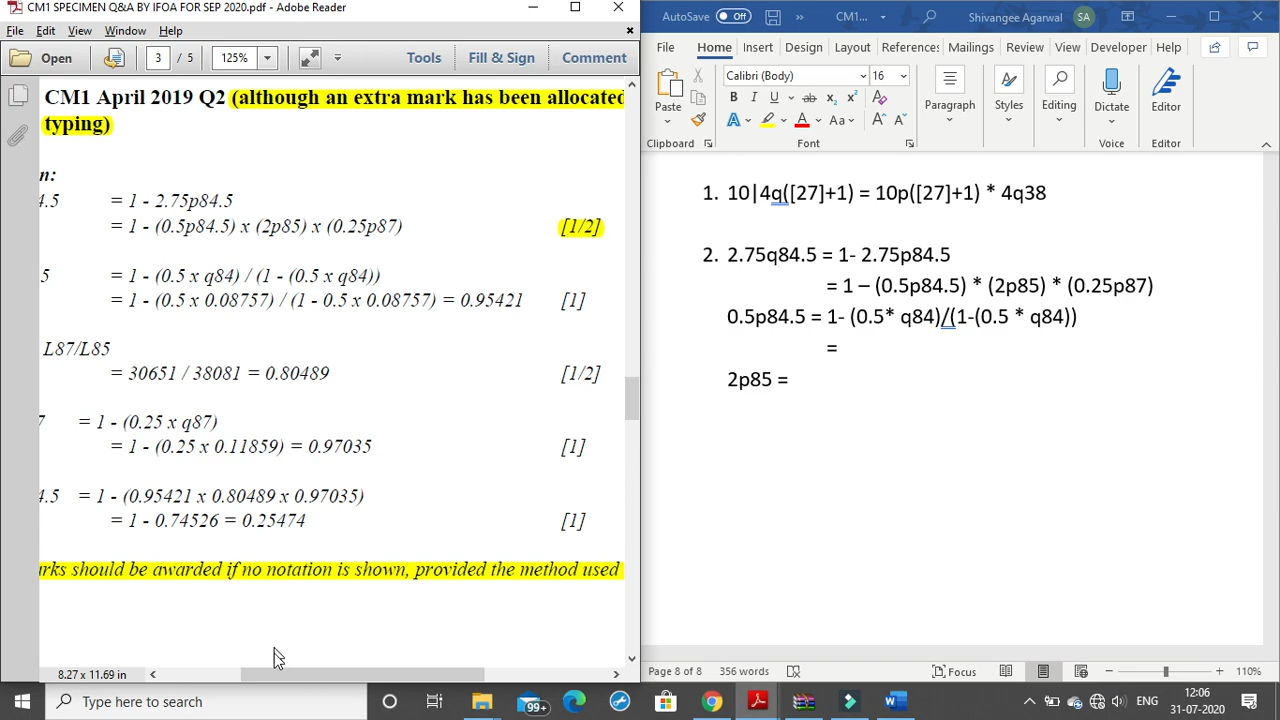 CM1 SPECIMEN Q&A BY IFOA FOR SEP 2020.pdf - Adobe Reader
File Edit View Window Help
Open 3 / 5 125% Tools Fill & Sign Comment
CM1 April 2019 Q2 (although an extra mark has been allocated
typing)
n:
4.5 = 1 - 2.75p84.5
= 1 - (0.5p84.5) x (2p85) x (0.25p87) [1/2]
5 = 1 - (0.5 x q84) / (1 - (0.5 x q84))
= 1 - (0.5 x 0.08757) / (1 - 0.5 x 0.08757) = 0.95421 [1]
L87/L85
= 30651 / 38081 = 0.80489 [1/2]
7 = 1 - (0.25 x q87)
= 1 - (0.25 x 0.11859) = 0.97035 [1]
4.5 = 1 - (0.95421 x 0.80489 x 0.97035)
= 1 - 0.74526 = 0.25474 [1]
arks should be awarded if no notation is shown, provided the method used
8.27 x 11.69 in
AutoSave Off CM1... Shivangee Agarwal SA
File Home Insert Design Layout References Mailings Review View Developer Help
Calibri (Body) 16
Paste B I U ab x₂ x² A
A A Aa A A
Paragraph Styles Editing Dictate Editor
Clipboard Font Voice Editor
1. 10|4q([27]+1) = 10p([27]+1) * 4q38
2. 2.75q84.5 = 1- 2.75p84.5
= 1 – (0.5p84.5) * (2p85) * (0.25p87)
0.5p84.5 = 1- (0.5* q84)/(1-(0.5 * q84))
=
2p85 =
Page 8 of 8 356 words Focus 110%
Type here to search 99+ ENG 12:06
31-07-2020